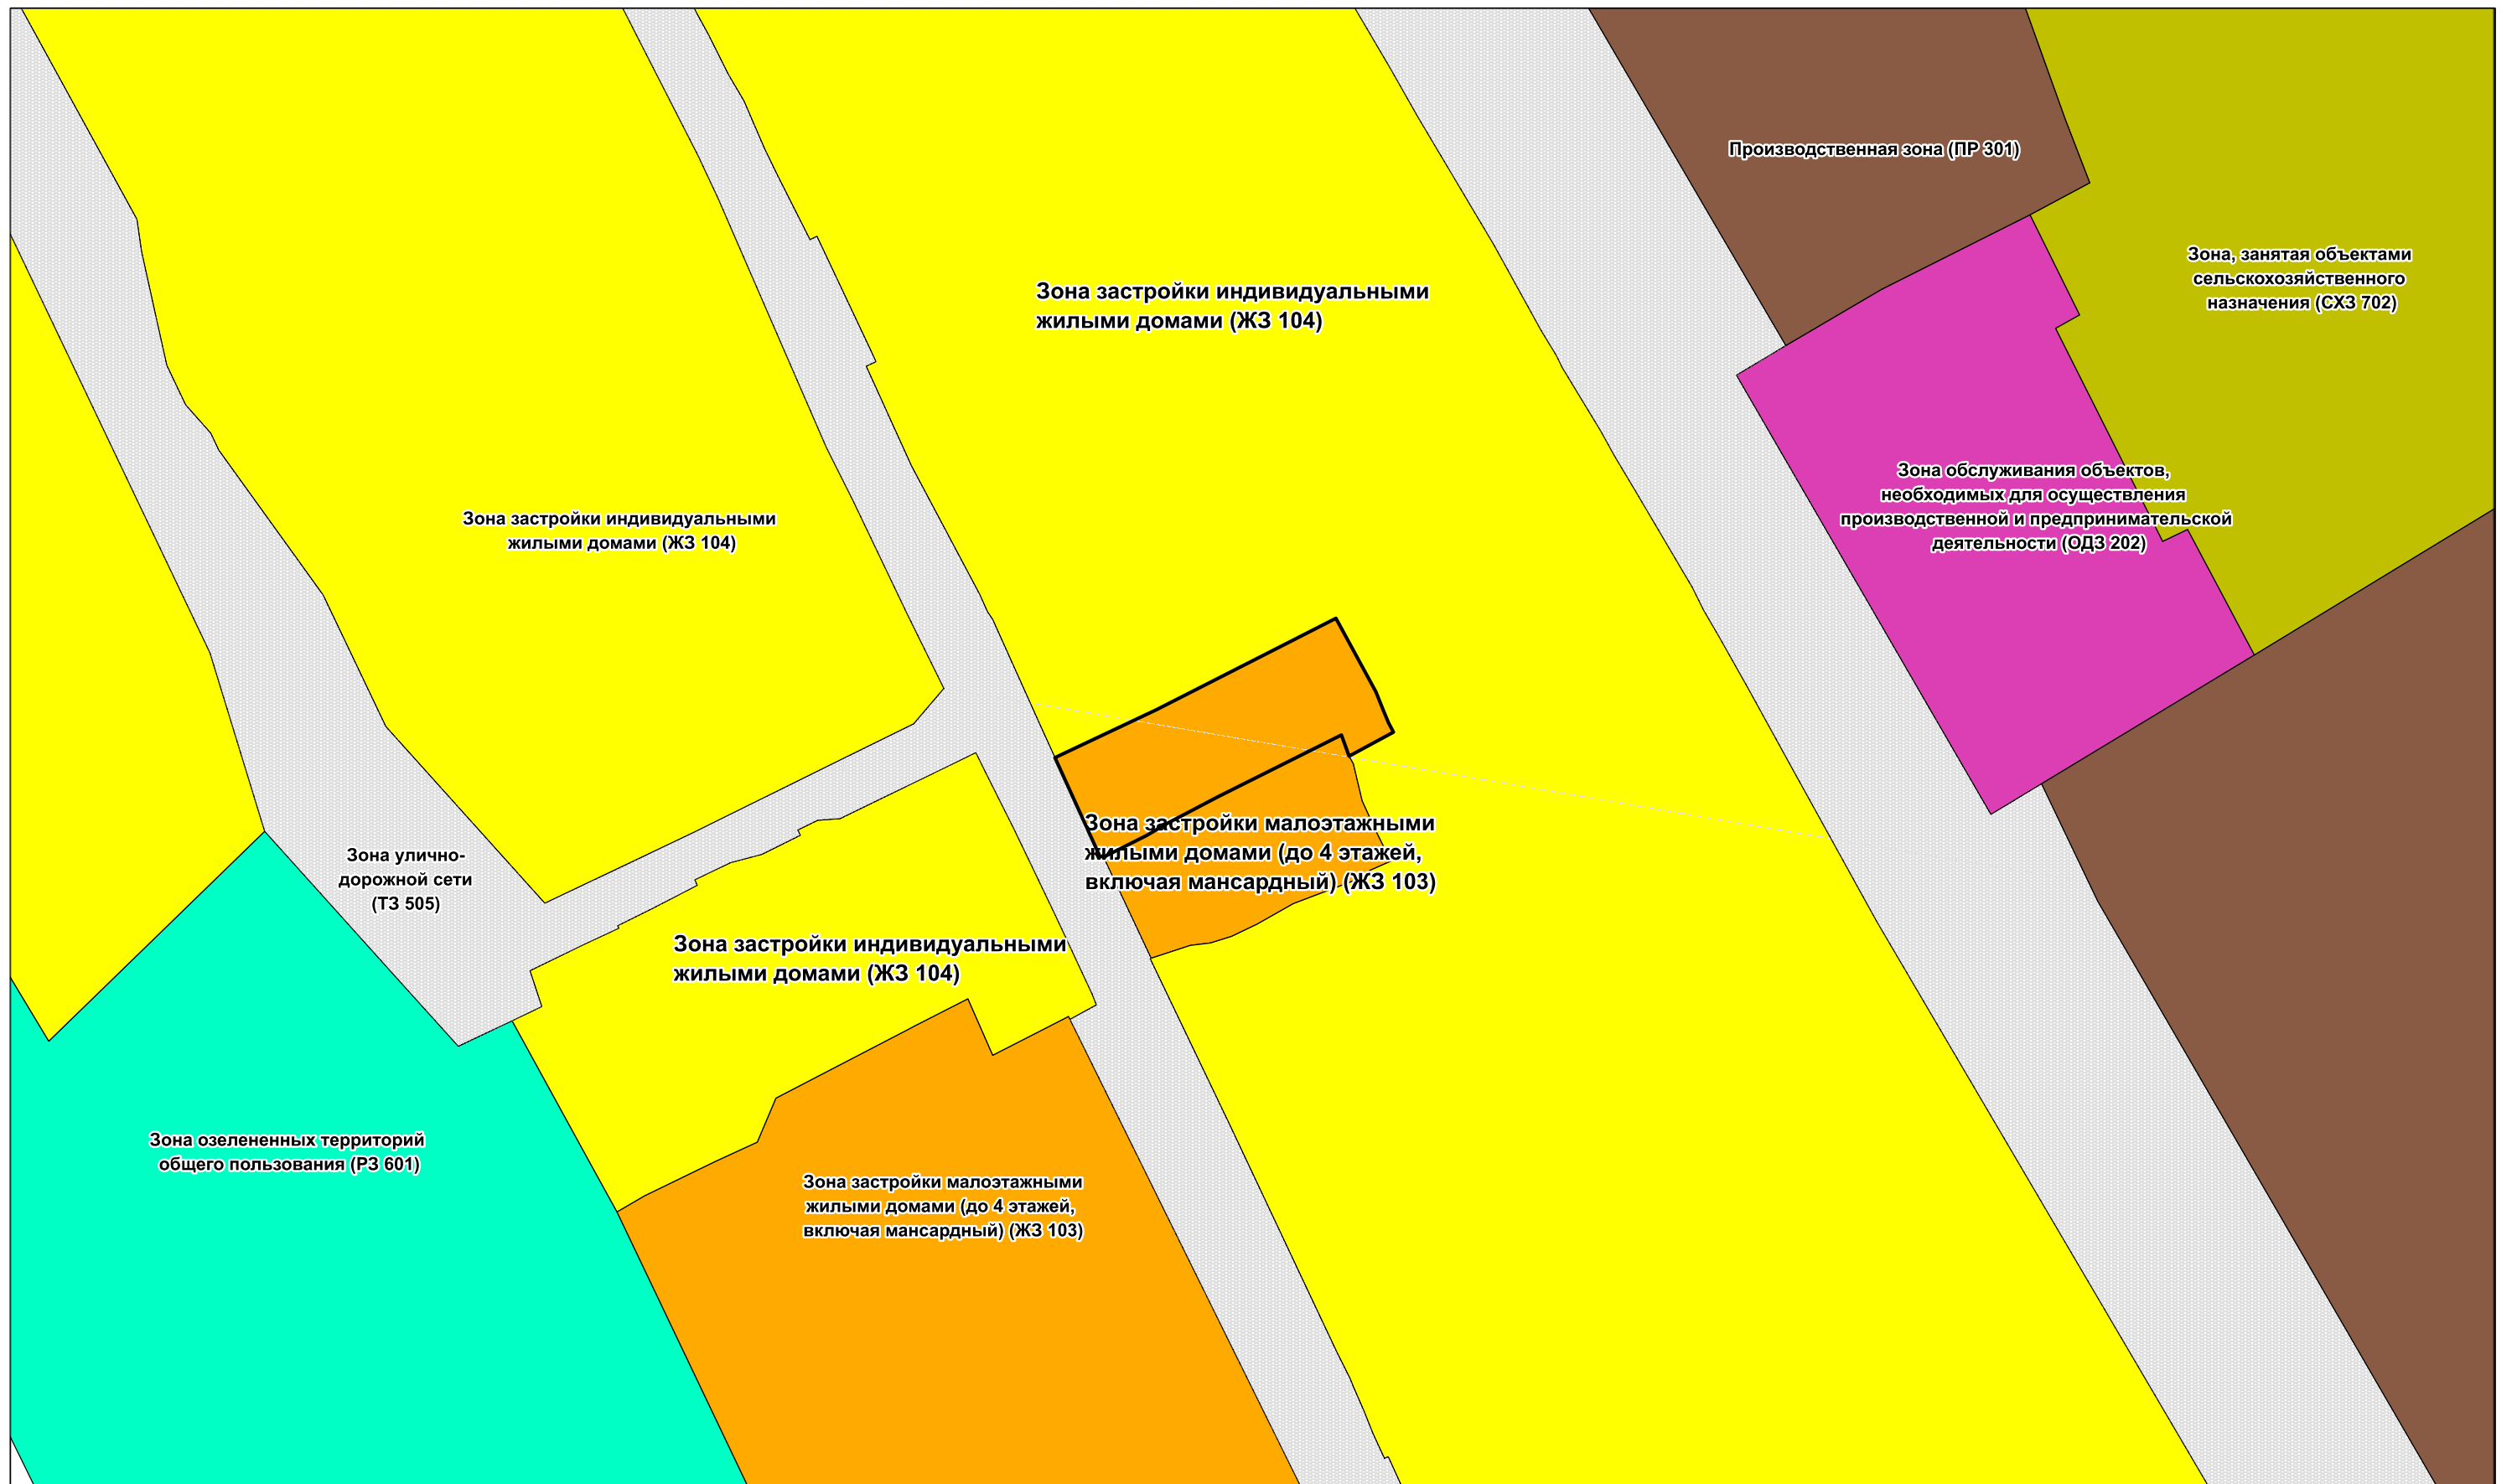 Производственная зона (ПР 301)
Зона, занятая объектами
сельскохозяйственного
назначения (СХЗ 702)
Зона застройки индивидуальными
жилыми домами (ЖЗ 104)
Зона обслуживания объектов,
необходимых для осуществления
производственной и предпринимательской
деятельности (ОДЗ 202)
Зона застройки индивидуальными
жилыми домами (ЖЗ 104)
Зона застройки малоэтажными
жилыми домами (до 4 этажей,
включая мансардный) (ЖЗ 103)
Зона улично-
дорожной сети
(ТЗ 505)
Зона застройки индивидуальными
жилыми домами (ЖЗ 104)
Зона озелененных территорий
общего пользования (РЗ 601)
Зона застройки малоэтажными
жилыми домами (до 4 этажей,
включая мансардный) (ЖЗ 103)